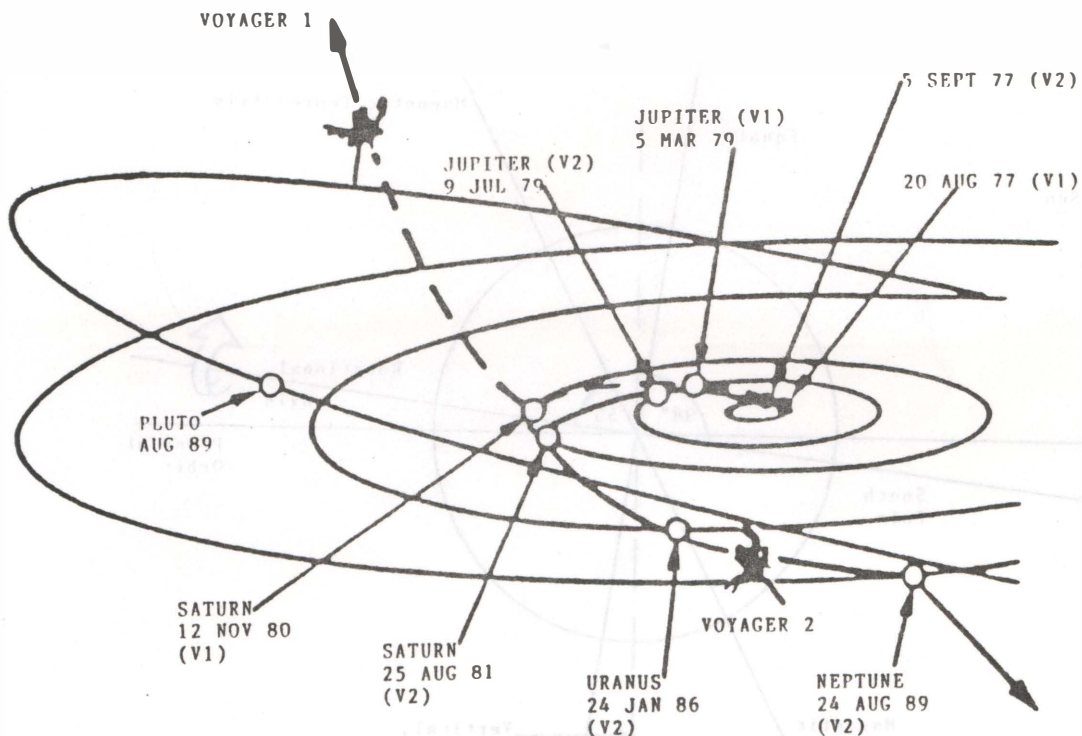 VOYAGER 1
5 SEPT 77 (V2)
JUPITER (V1)
5 MAR 79
JUPITER (V2)
9 JUL 79
20 AUG 77 (V1)
PLUTO
AUG 89
SATURN
12 NOV 80
(V1)
SATURN
25 AUG 81
(V2)
URANUS
24 JAN 86
(V2)
VOYAGER 2
NEPTUNE
24 AUG 89
(V2)